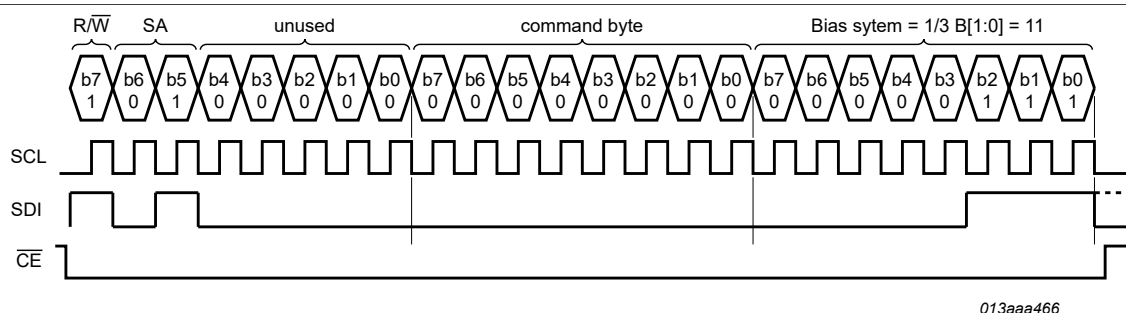 R/W SA unused command byte Bias sytem = 1/3 B[1:0] = 11
b7 b6 b5 b4 b3 b2 b1 b0 b7 b6 b5 b4 b3 b2 b1 b0 b7 b6 b5 b4 b3 b2 b1 b0
1 0 1 0 0 0 0 0 0 0 0 0 0 0 0 0 0 0 0 0 0 1 1 1
SCL
SDI
CE
013aaa466